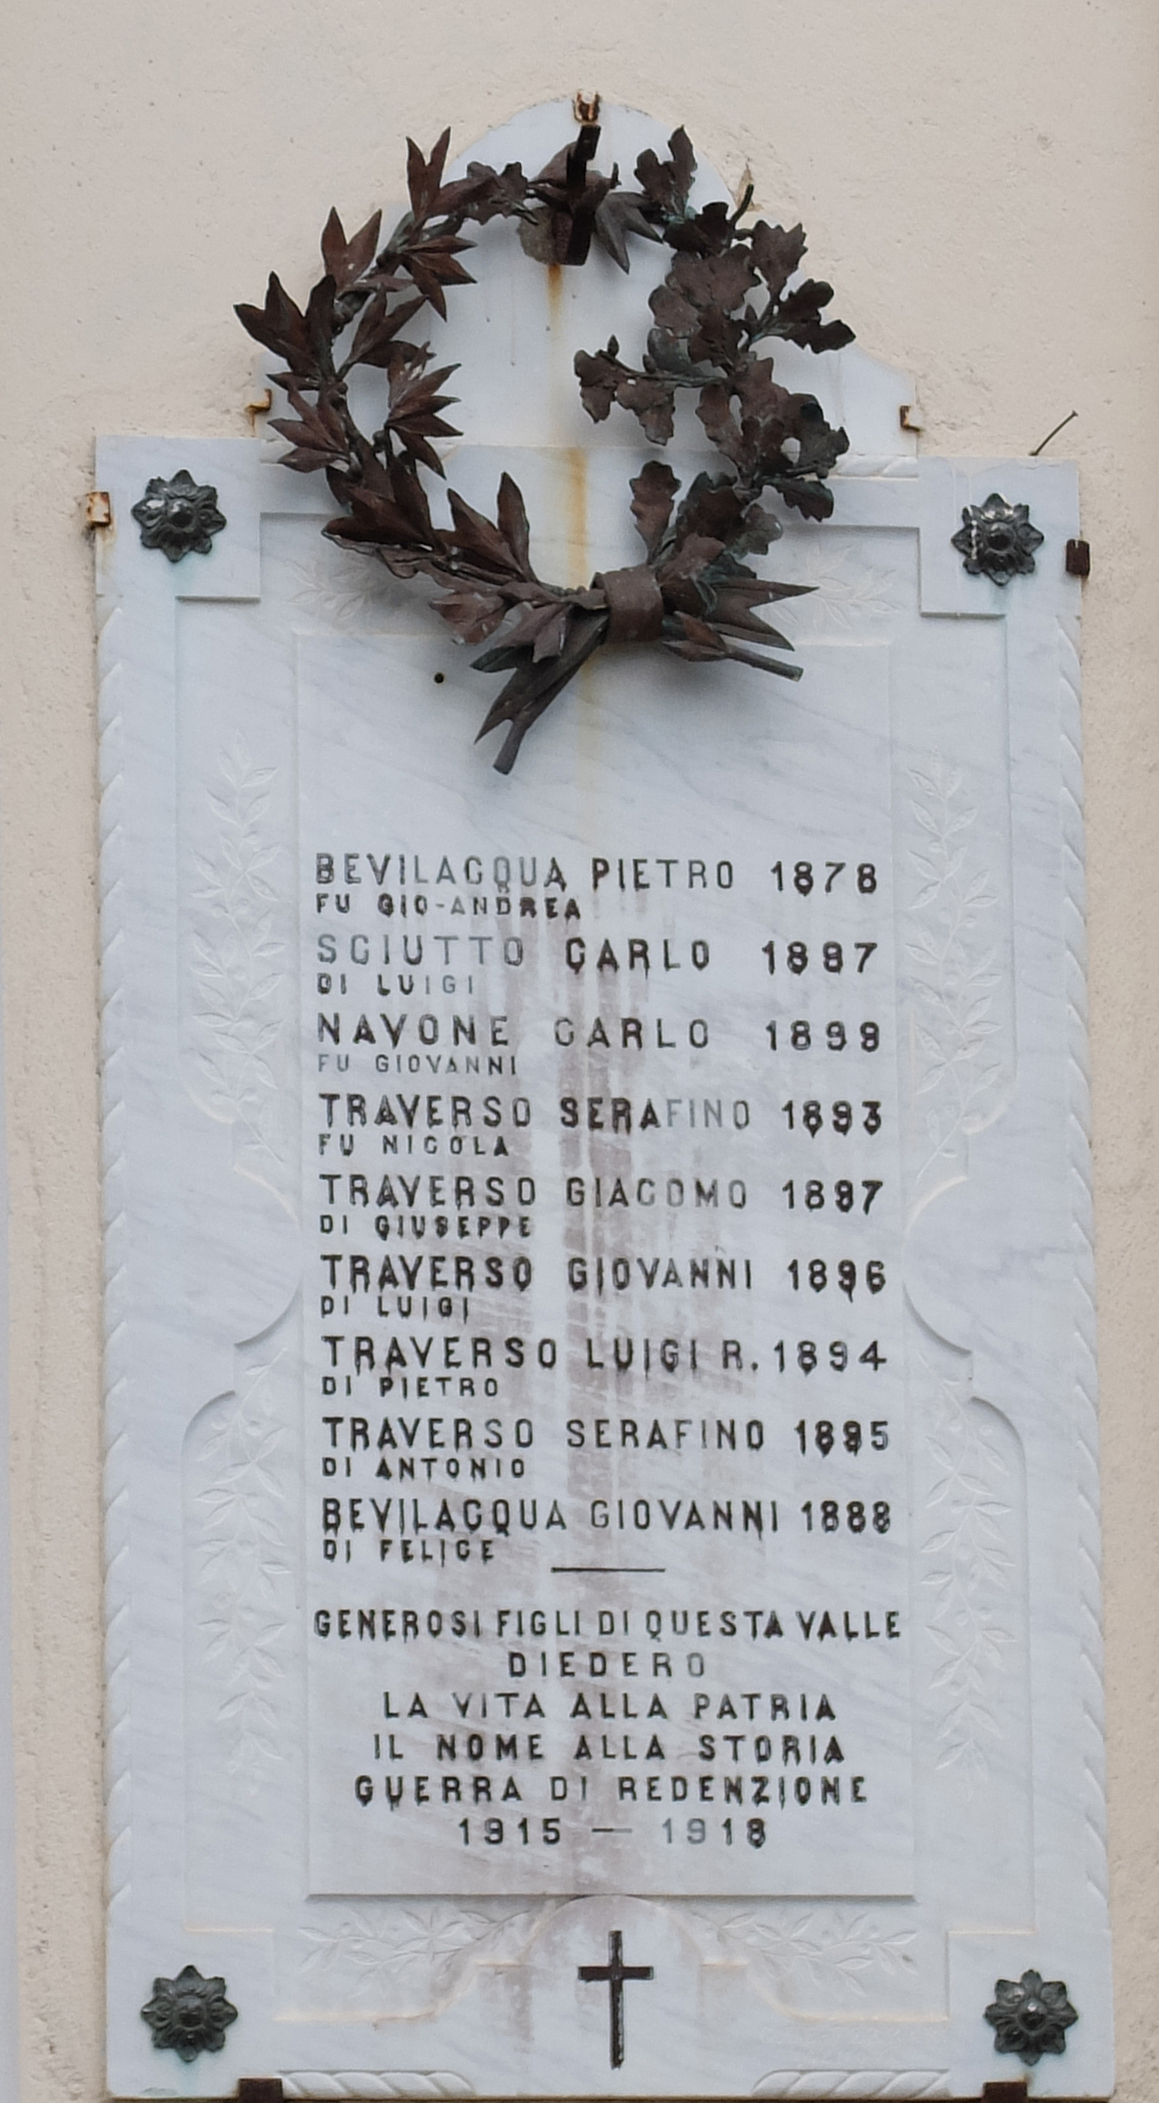 BEVILACQUA PIETRO 1878
FU GIO-ANDREA
SCIUTTO CARLO 1887
DI LUIGI
NAVONE CARLO 1899
FU GIOVANNI
TRAVERSO SERAFINO 1893
FU NICOLA
TRAVERSO GIACOMO 1897
DI GIUSEPPE
TRAVERSO GIOVANNI 1896
DI LUIGI
TRAVERSO LUIGI R. 1894
DI PIETRO
TRAVERSO SERAFINO 1895
DI ANTONIO
BEVILACQUA GIOVANNI 1888
DI FELICE
GENEROSI FIGLI DI QUESTA VALLE
DIEDERO
LA VITA ALLA PATRIA
IL NOME ALLA STORIA
GUERRA DI REDENZIONE
1915 — 1918